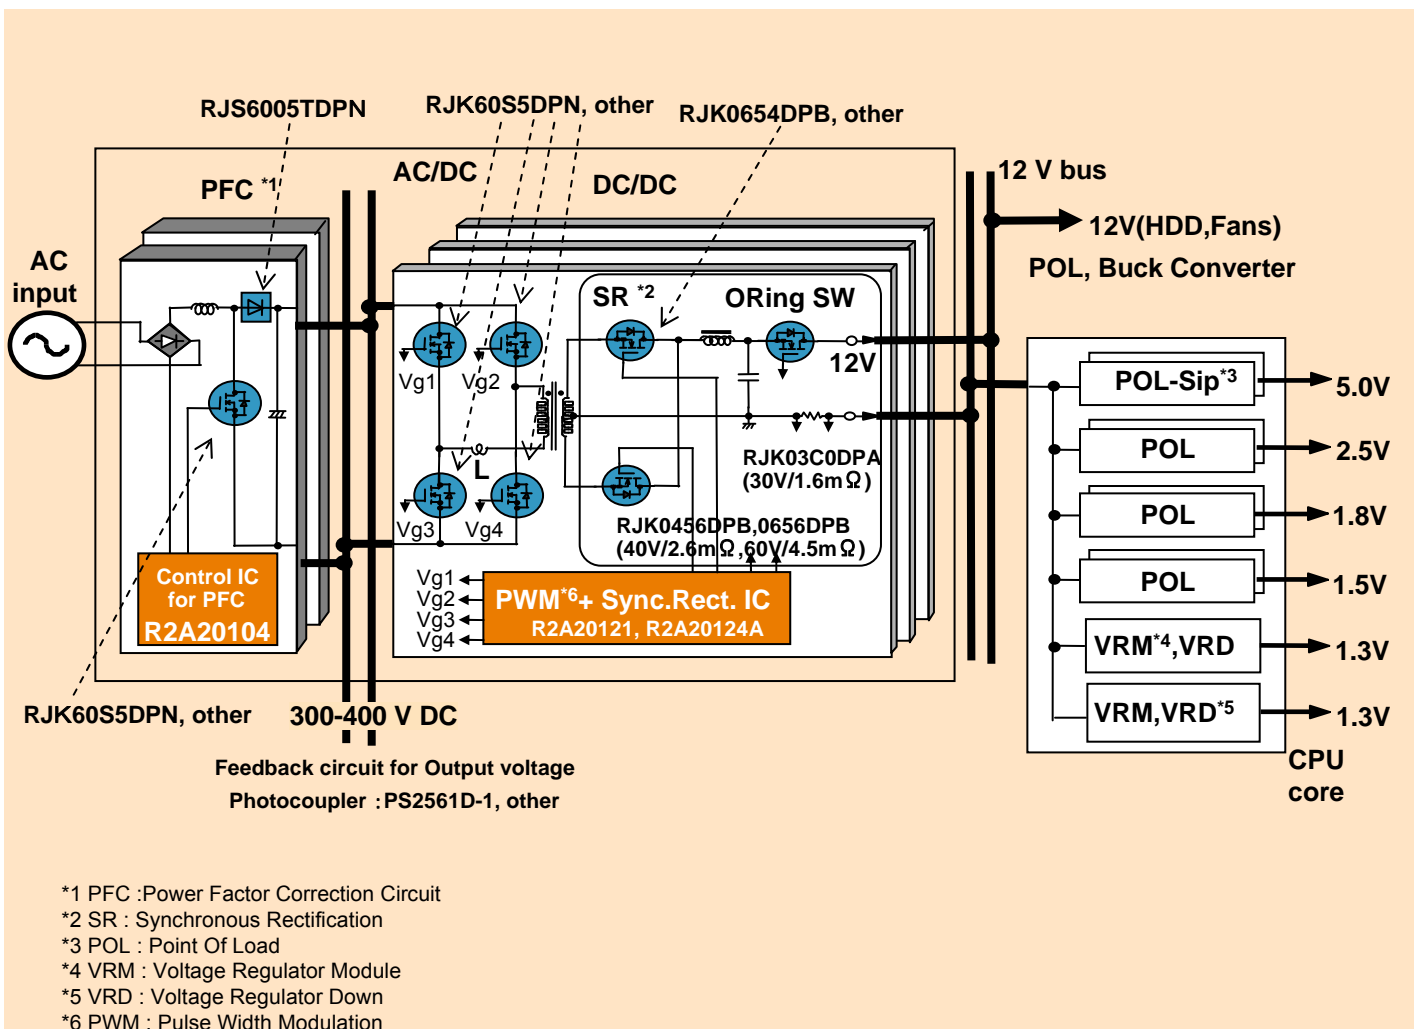 RJS6005TDPN
RJK60S5DPN, other
RJK0654DPB, other
PFC *1
AC/DC
DC/DC
12 V bus
12V(HDD,Fans)
POL, Buck Converter
AC
input
SR *2
ORing SW
12V
Vg1
Vg2
L
Vg3
Vg4
RJK03C0DPA
(30V/1.6mΩ)
RJK0456DPB,0656DPB
(40V/2.6mΩ,60V/4.5mΩ)
Control IC
for PFC
R2A20104
Vg1
Vg2
Vg3
Vg4
PWM*6+ Sync.Rect. IC
R2A20121, R2A20124A
POL-Sip*3
5.0V
POL
2.5V
POL
1.8V
POL
1.5V
VRM*4,VRD
1.3V
VRM,VRD*5
1.3V
CPU
core
RJK60S5DPN, other
300-400 V DC
Feedback circuit for Output voltage
Photocoupler : PS2561D-1, other
*1 PFC :Power Factor Correction Circuit
*2 SR : Synchronous Rectification
*3 POL : Point Of Load
*4 VRM : Voltage Regulator Module
*5 VRD : Voltage Regulator Down
*6 PWM : Pulse Width Modulation